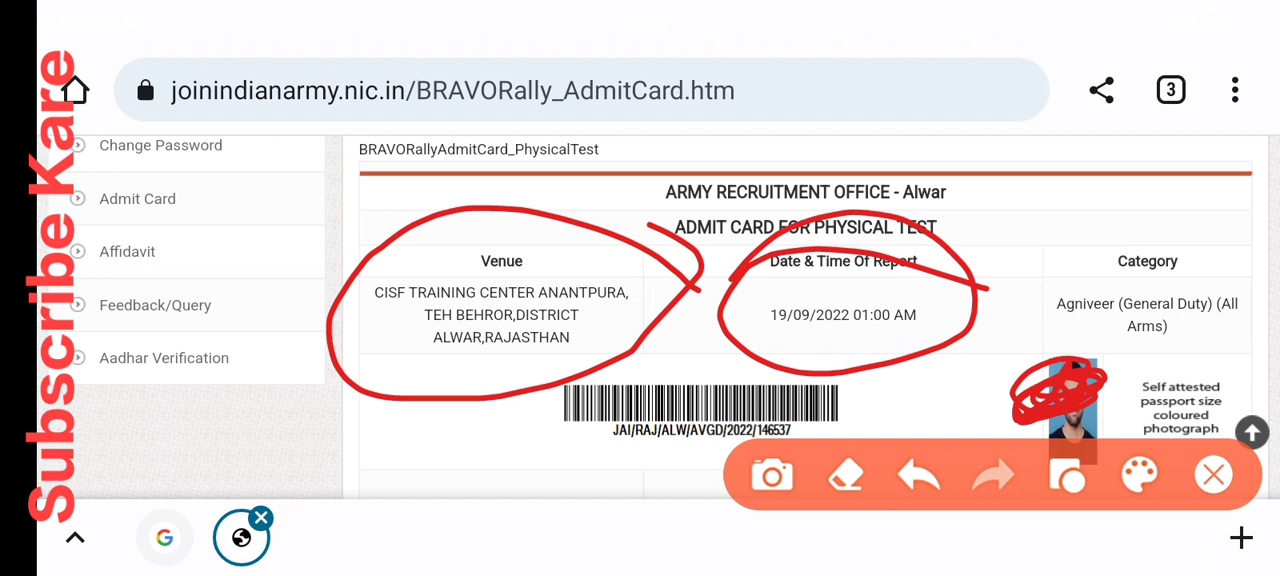 Subscribe Kare
joinindianarmy.nic.in/BRAVORally_AdmitCard.htm
3
Change Password
Admit Card
Affidavit
Feedback/Query
Aadhar Verification
BRAVORallyAdmitCard_PhysicalTest
ARMY RECRUITMENT OFFICE - Alwar
ADMIT CARD FOR PHYSICAL TEST
Venue
Date & Time Of Report
Category
CISF TRAINING CENTER ANANTPURA,
TEH BEHROR,DISTRICT
ALWAR,RAJASTHAN
19/09/2022 01:00 AM
Agniveer (General Duty) (All
Arms)
JAI/RAJ/ALW/AVGD/2022/146537
Self attested
passport size
coloured
photograph